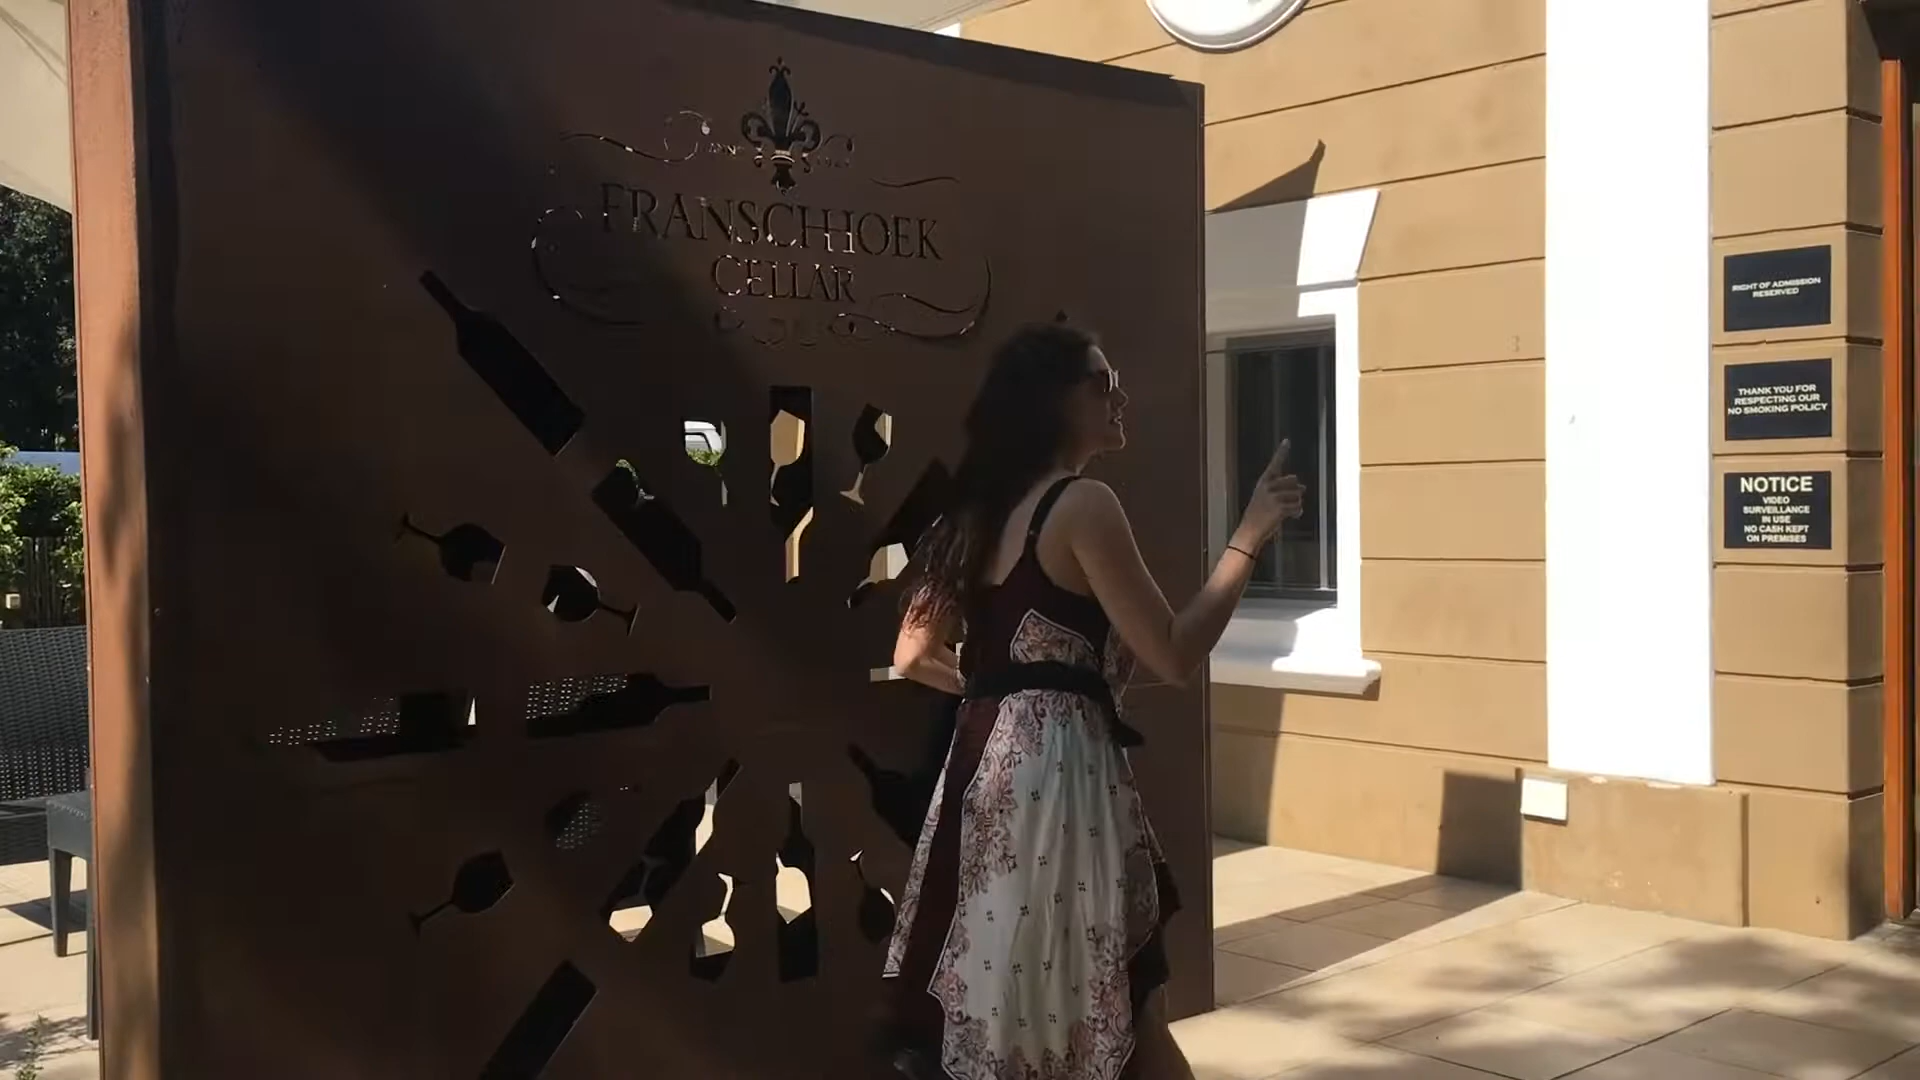 FRANSCHHOEK
CELLAR
RIGHT OF ADMISSION
RESERVED
THANK YOU FOR
RESPECTING OUR
NO SMOKING POLICY
NOTICE
VIDEO
SURVEILLANCE
IN USE
NO CASH KEPT
ON PREMISES